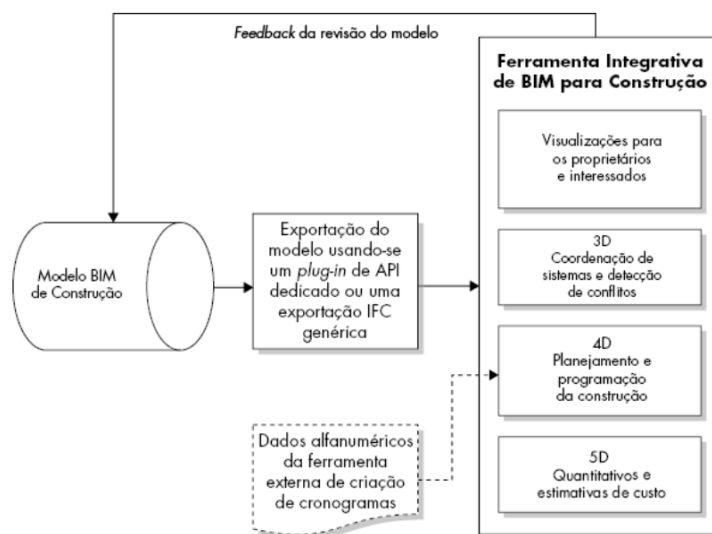 Feedback da revisão do modelo
Ferramenta Integrativa
de BIM para Construção
Visualizações para
os proprietários
e interessados
Modelo BIM
de Construção
Exportação do
modelo usando-se
um plug-in de API
dedicado ou uma
exportação IFC
genérica
3D
Coordenação de
sistemas e detecção
de conflitos
4D
Planejamento e
programação
da construção
Dados alfanuméricos
da ferramenta
externa de criação
de cronogramas
5D
Quantitativos e
estimativas de custo